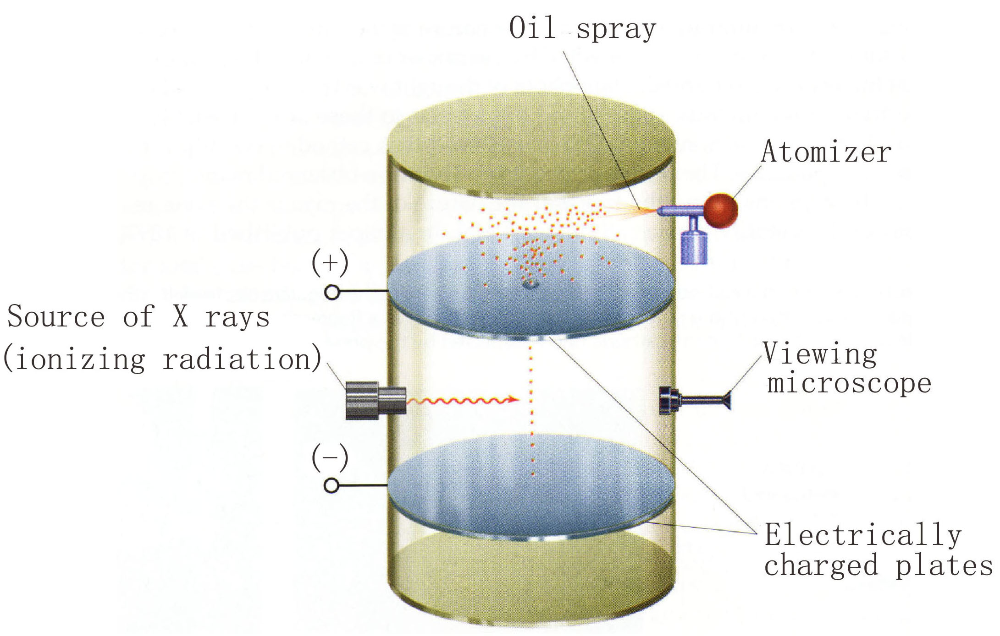 Oil spray
Atomizer
(+)
Source of X rays
(ionizing radiation)
Viewing
microscope
(−)
Electrically
charged plates